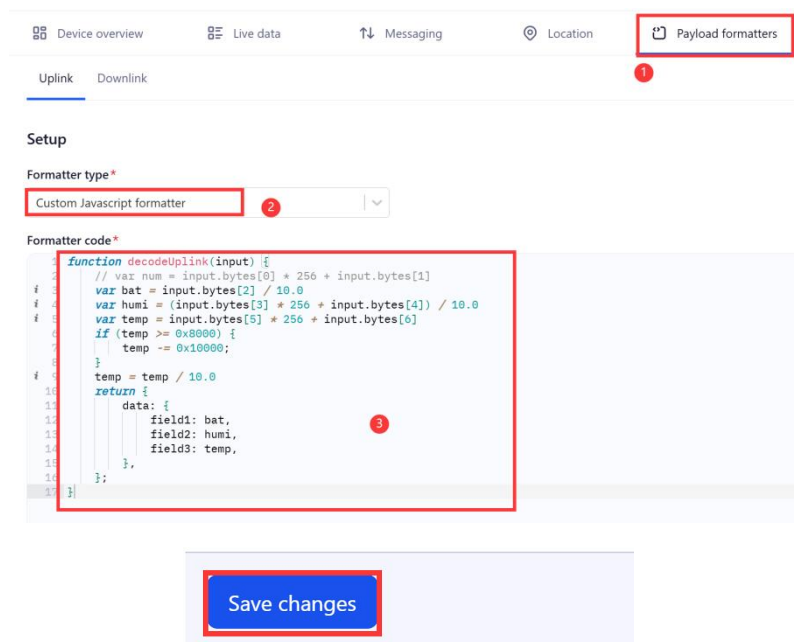 Device overview Live data Messaging Location Payload formatters
1
Uplink Downlink
Setup
Formatter type*
Custom Javascript formatter
2
Formatter code*
1 function decodeUplink(input) {
2 // var num = input.bytes[0] * 256 + input.bytes[1]
i 3 var bat = input.bytes[2] / 10.0
i 4 var humi = (input.bytes[3] * 256 + input.bytes[4]) / 10.0
i 5 var temp = input.bytes[5] * 256 + input.bytes[6]
6 if (temp >= 0x8000) {
7 temp -= 0x10000;
8 }
i 9 temp = temp / 10.0
10 return {
11 data: {
12 field1: bat,
13 field2: humi,
3
14 field3: temp,
15 },
16 };
17 }
Save changes